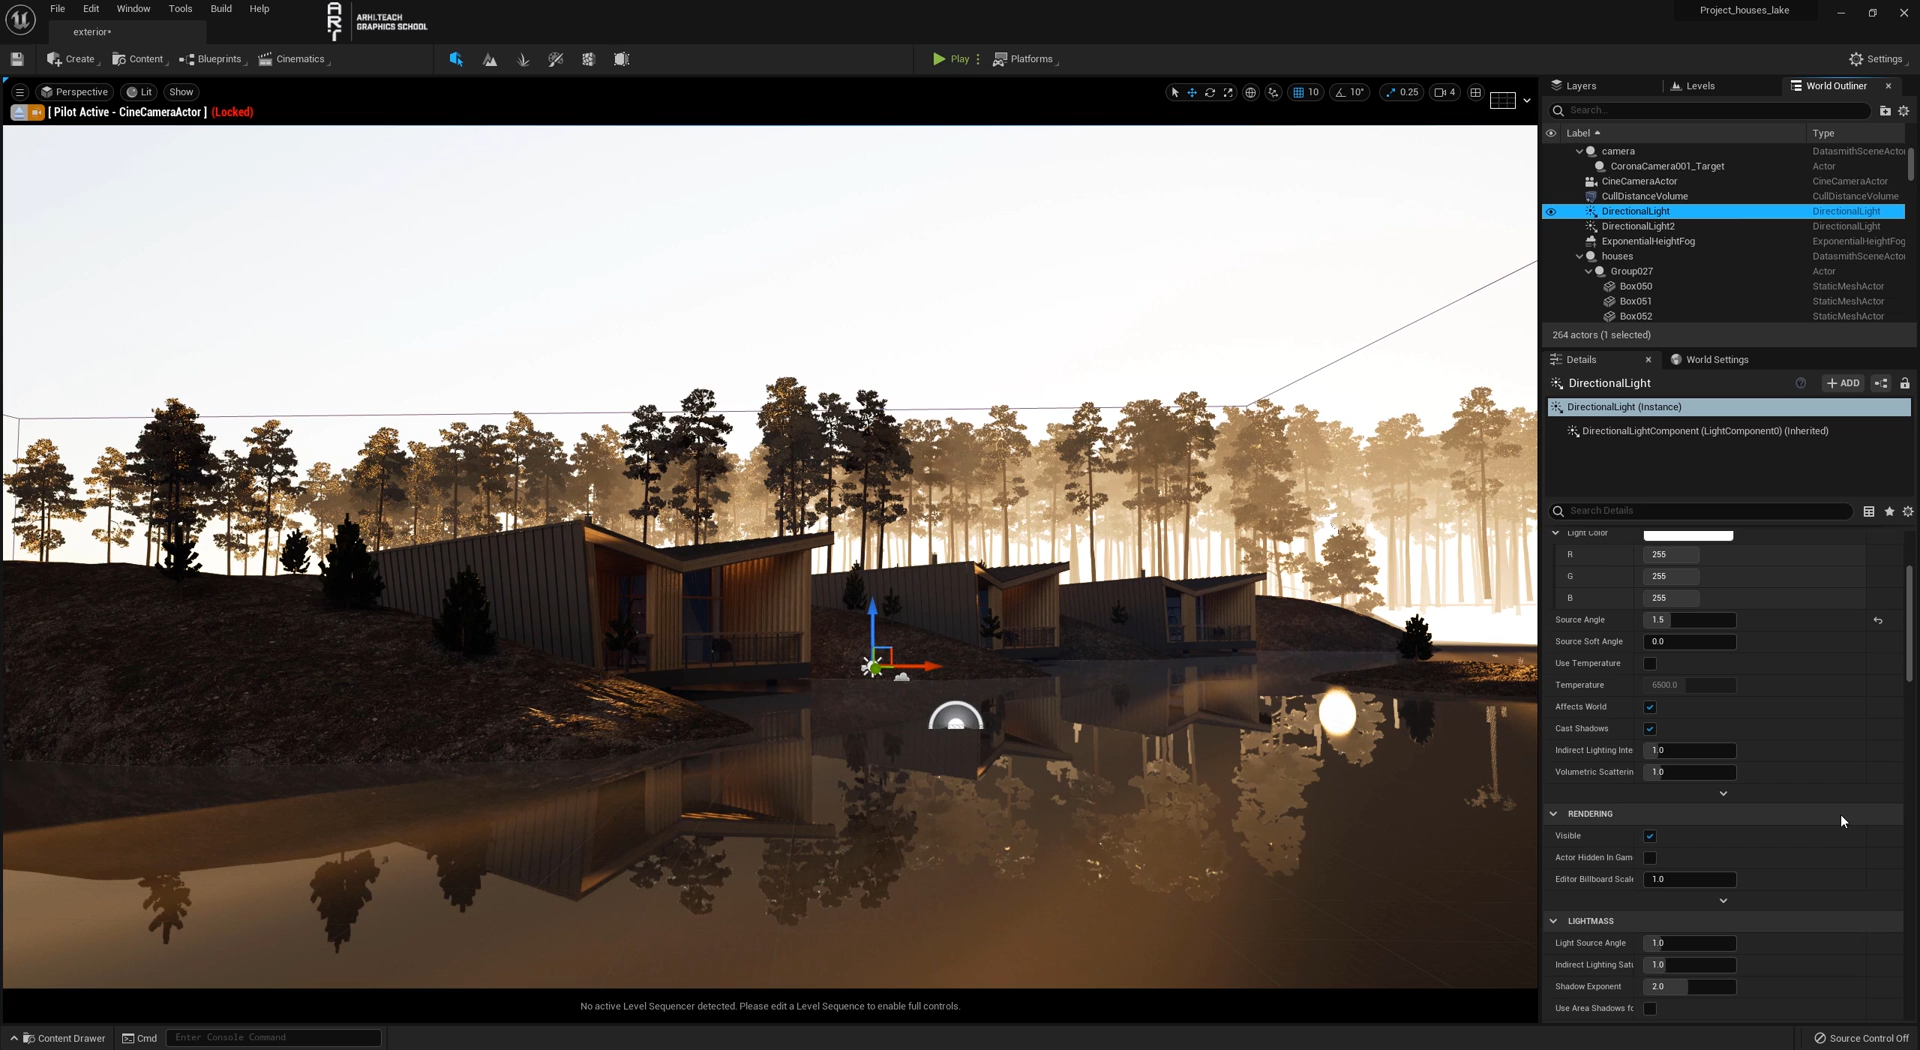 File Edit Window Tools Build Help
ARHI.TEACH
GRAPHICS SCHOOL
Project_houses_lake
exterior•
Create Content Blueprints Cinematics Play Platforms Settings
Perspective Lit Show 10 10° 0.25 4
[ Pilot Active - CineCameraActor ] (Locked)
Layers Levels World Outliner
Search...
Label Type
camera DatasmithSceneActor
CoronaCamera001_Target Actor
CineCameraActor CineCameraActor
CullDistanceVolume CullDistanceVolume
DirectionalLight DirectionalLight
DirectionalLight2 DirectionalLight
ExponentialHeightFog ExponentialHeightFog
houses DatasmithSceneActor
Group027 Actor
Box050 StaticMeshActor
Box051 StaticMeshActor
Box052 StaticMeshActor
264 actors (1 selected)
Details World Settings
DirectionalLight + ADD
DirectionalLight (Instance)
DirectionalLightComponent (LightComponent0) (Inherited)
Search Details
Light Color
R 255
G 255
B 255
Source Angle 1.5
Source Soft Angle 0.0
Use Temperature
Temperature 6500.0
Affects World
Cast Shadows
Indirect Lighting Inte 1.0
Volumetric Scatterin 1.0
RENDERING
Visible
Actor Hidden In Gam
Editor Billboard Scale 1.0
LIGHTMASS
Light Source Angle 1.0
Indirect Lighting Satu 1.0
Shadow Exponent 2.0
Use Area Shadows fo
No active Level Sequencer detected. Please edit a Level Sequence to enable full controls.
Content Drawer Cmd Enter Console Command Source Control Off